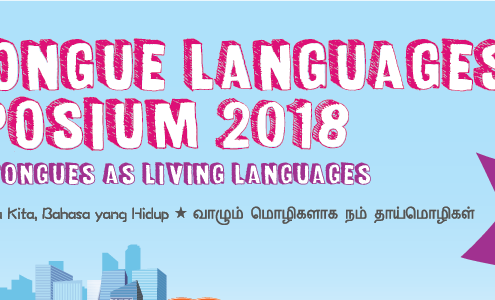 ONGUE LANGUAGES
POSIUM 2018
ONGUES AS LIVING LANGUAGES
Kita, Bahasa yang Hidup ★ வாழும் மொழிகளாக நம் தாய்மொழிகள்